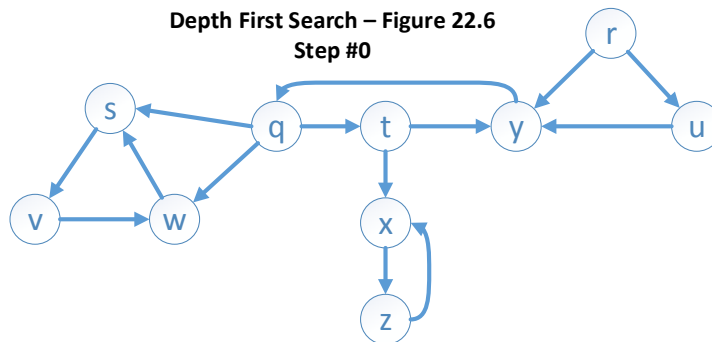 Depth First Search – Figure 22.6
Step #0
r
s
q
t
y
u
v
w
x
z